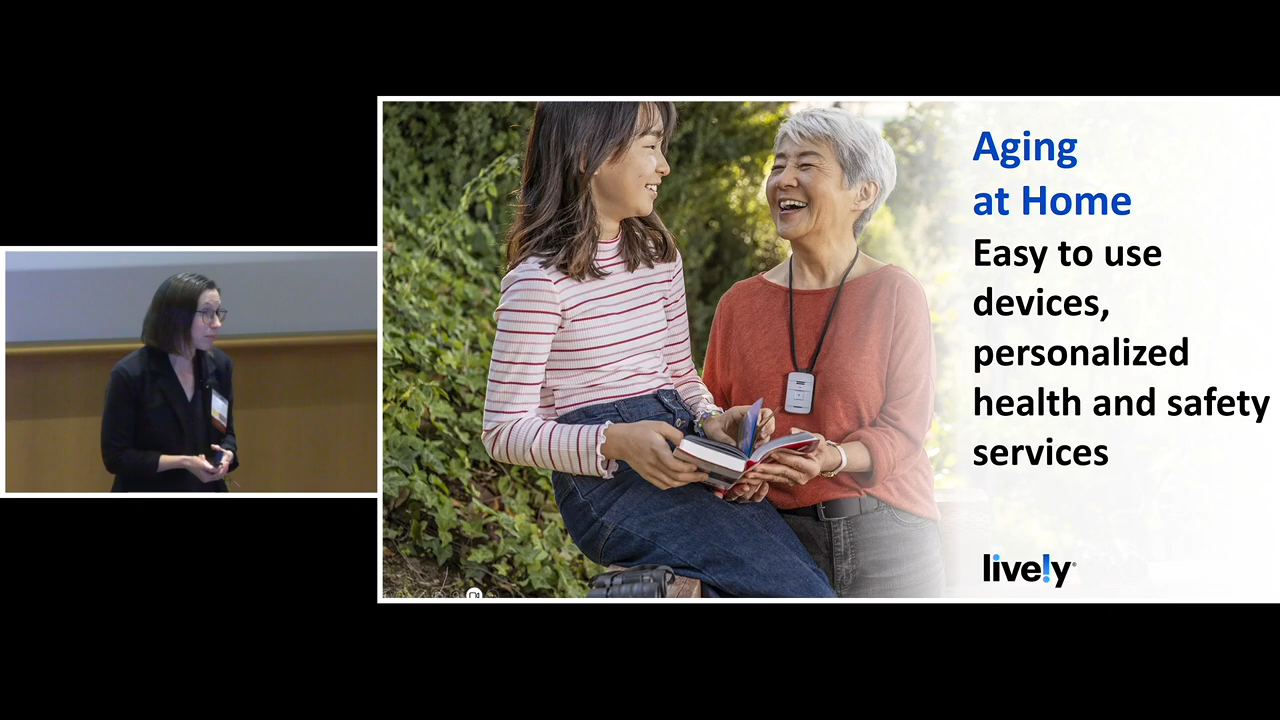 Aging
at Home
Easy to use
devices,
personalized
health and safety
services
lively